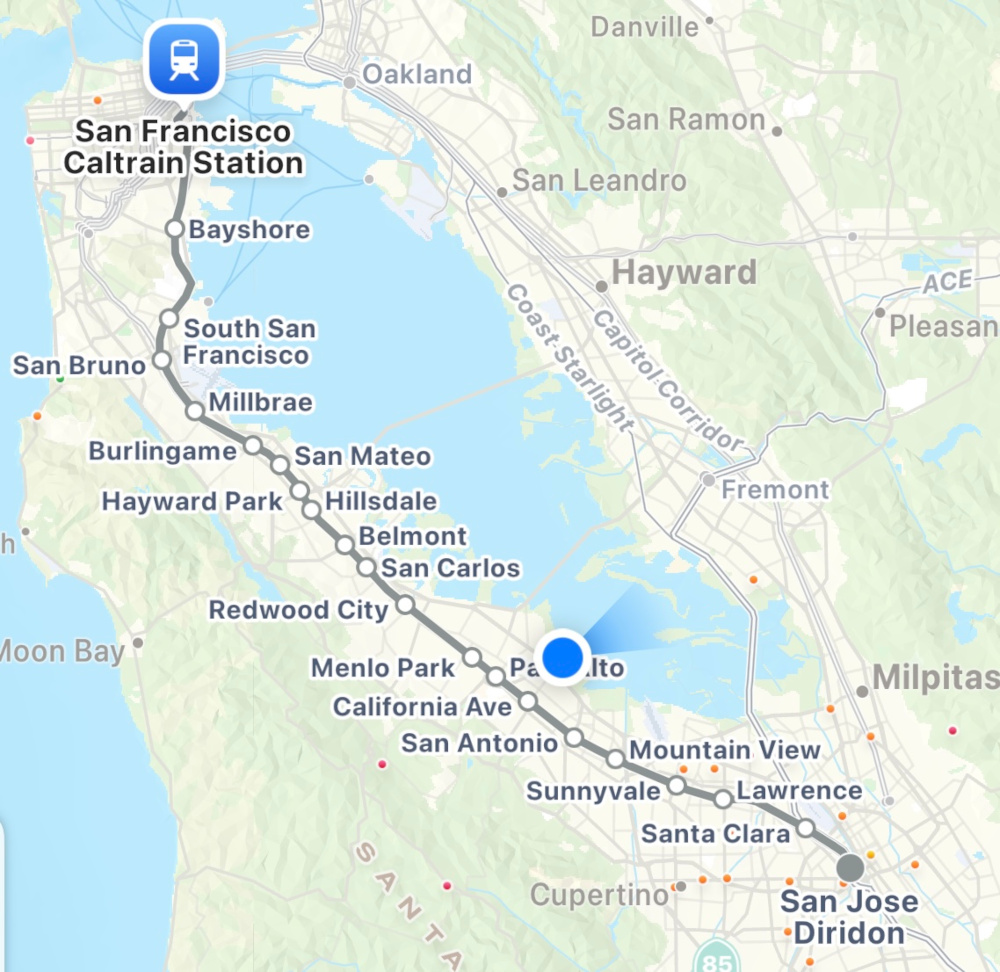 Danville
Oakland
San Ramon
San Francisco
Caltrain Station
San Leandro
Bayshore
Hayward
ACE
Coast Starlight
Capitol Corridor
Pleasan
South San
Francisco
San Bruno
Millbrae
Burlingame
San Mateo
Fremont
Hayward Park
Hillsdale
Belmont
h
San Carlos
Redwood City
Moon Bay
Menlo Park
Pa lto
Milpitas
California Ave
San Antonio
Mountain View
Sunnyvale
Lawrence
Santa Clara
SANTA
Cupertino
San Jose
Diridon
85